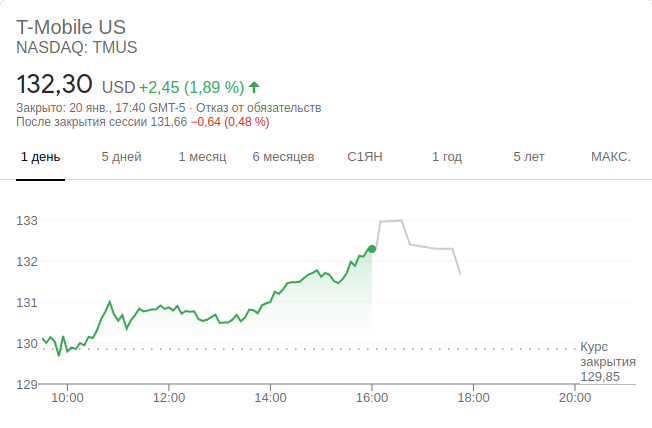 T-Mobile US
NASDAQ: TMUS
132,30 USD +2,45 (1,89 %)
Закрыто: 20 янв., 17:40 GMT-5 · Отказ от обязательств
После закрытия сессии 131,66 −0,64 (0,48 %)
1 день 5 дней 1 месяц 6 месяцев С1ЯН 1 год 5 лет МАКС.
133
132
131
130
Курс
закрытия
129,85
129
10:00 12:00 14:00 16:00 18:00 20:00